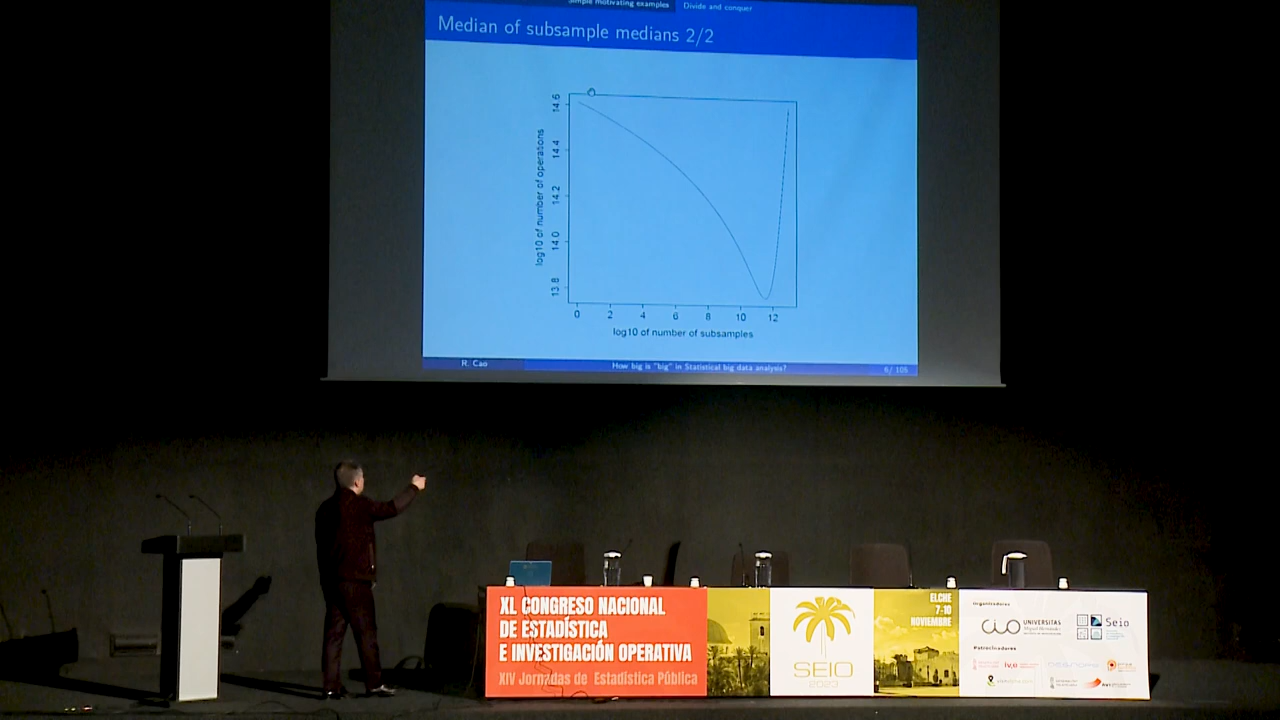 Simple motivating examples
Divide and conquer
Median of subsample medians 2/2
log10 of number of operations
14.6
14.4
14.2
14.0
13.8
0 2 4 6 8 10 12
log10 of number of subsamples
R. Cao
How big is "big" in Statistical big data analysis?
6/ 105
XL CONGRESO NACIONAL
DE ESTADÍSTICA
E INVESTIGACIÓN OPERATIVA
XIV Jornadas de Estadística Pública
SEIO
2023
ELCHE
7-10
NOVIEMBRE
Organizadores
UNIVERSITAS
Miguel Hernández
Seio
Patrocinadores